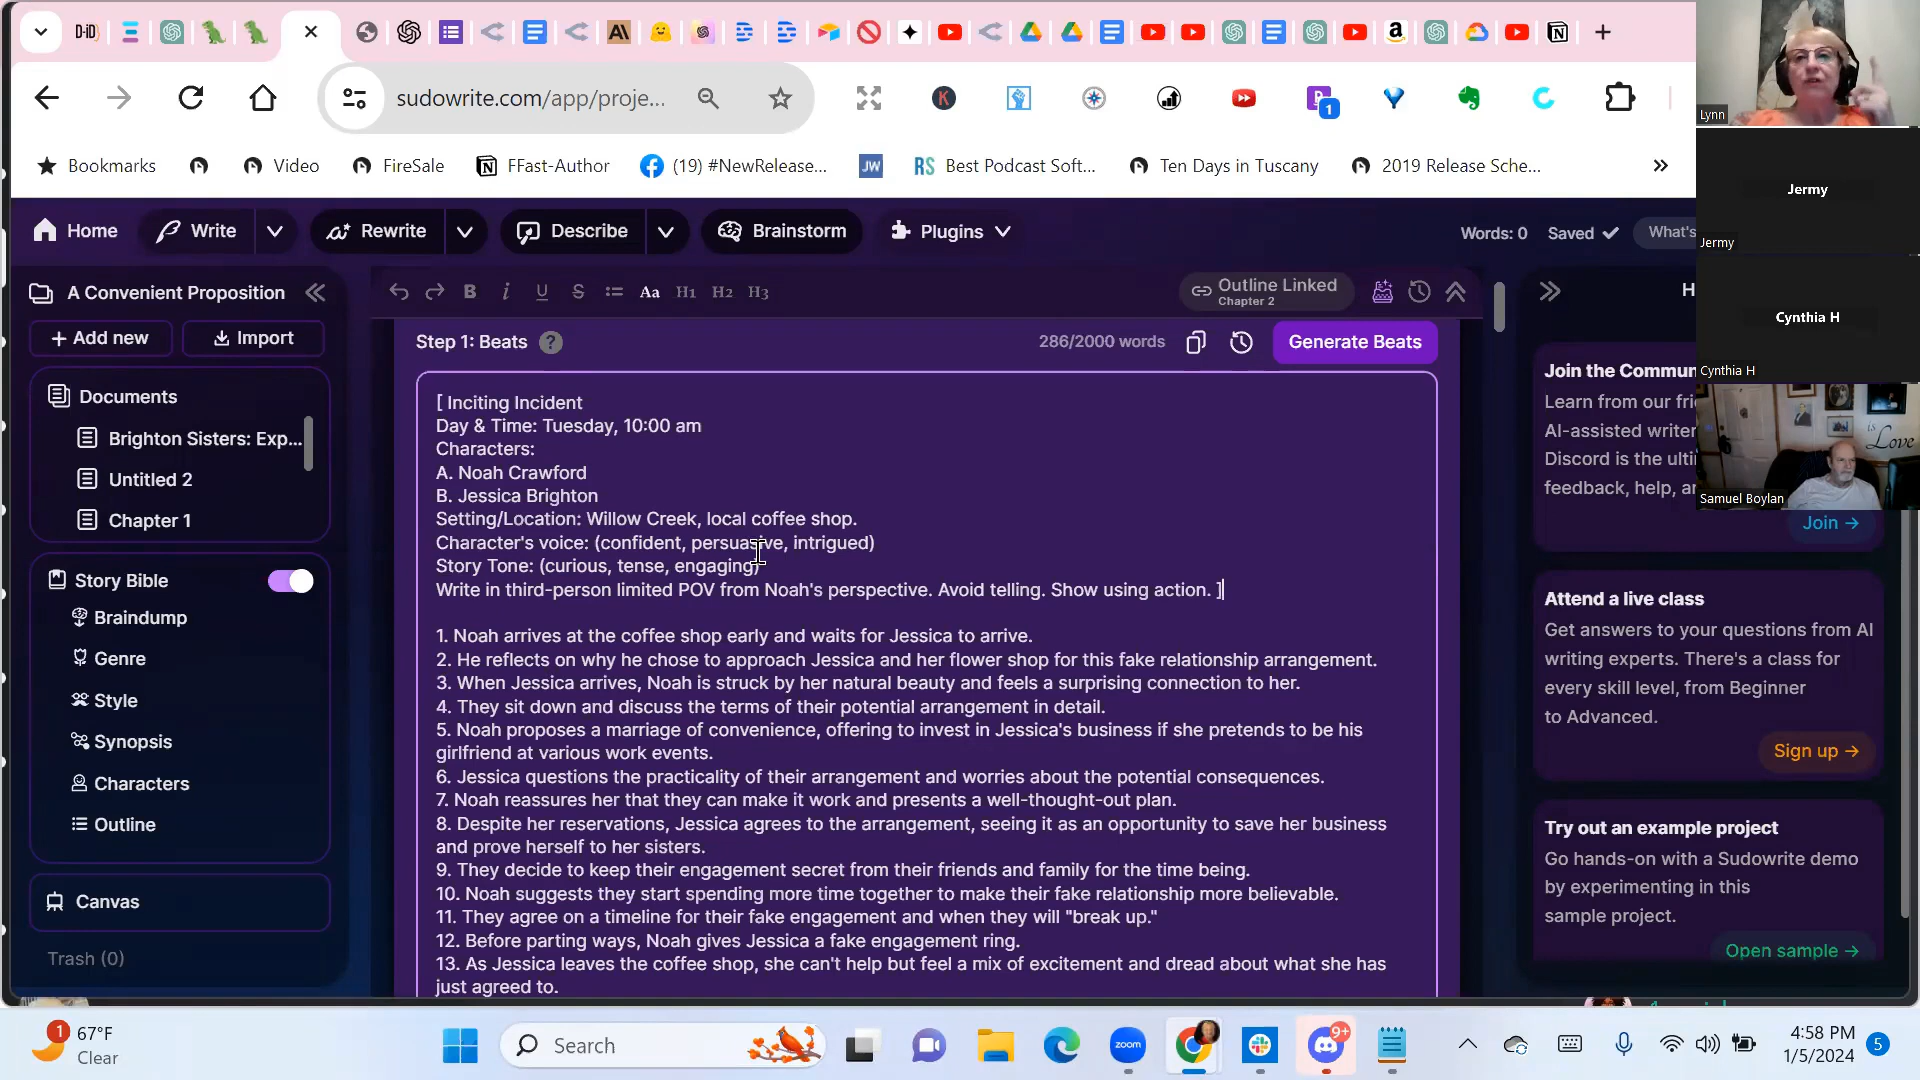 D-iD
sudowrite.com/app/proje...
1
Bookmarks
Video
FireSale
FFast-Author
(19) #NewRelease...
JW
RS Best Podcast Soft...
Ten Days in Tuscany
2019 Release Sche...
Lynn
Jermy
Jermy
Cynthia H
Cynthia H
is
Love
Samuel Boylan
Home
Write
Rewrite
Describe
Brainstorm
Plugins
Words: 0
Saved
What's
A Convenient Proposition
Add new
Import
Documents
Brighton Sisters: Exp...
Untitled 2
Chapter 1
Story Bible
Braindump
Genre
Style
Synopsis
Characters
Outline
Canvas
Trash (0)
B i U S Aa H1 H2 H3
Outline Linked
Chapter 2
Step 1: Beats ?
286/2000 words
Generate Beats
[ Inciting Incident
Day & Time: Tuesday, 10:00 am
Characters:
A. Noah Crawford
B. Jessica Brighton
Setting/Location: Willow Creek, local coffee shop.
Character's voice: (confident, persuasive, intrigued)
Story Tone: (curious, tense, engaging)
Write in third-person limited POV from Noah's perspective. Avoid telling. Show using action. ]
1. Noah arrives at the coffee shop early and waits for Jessica to arrive.
2. He reflects on why he chose to approach Jessica and her flower shop for this fake relationship arrangement.
3. When Jessica arrives, Noah is struck by her natural beauty and feels a surprising connection to her.
4. They sit down and discuss the terms of their potential arrangement in detail.
5. Noah proposes a marriage of convenience, offering to invest in Jessica's business if she pretends to be his
girlfriend at various work events.
6. Jessica questions the practicality of their arrangement and worries about the potential consequences.
7. Noah reassures her that they can make it work and presents a well-thought-out plan.
8. Despite her reservations, Jessica agrees to the arrangement, seeing it as an opportunity to save her business
and prove herself to her sisters.
9. They decide to keep their engagement secret from their friends and family for the time being.
10. Noah suggests they start spending more time together to make their fake relationship more believable.
11. They agree on a timeline for their fake engagement and when they will "break up."
12. Before parting ways, Noah gives Jessica a fake engagement ring.
13. As Jessica leaves the coffee shop, she can't help but feel a mix of excitement and dread about what she has
just agreed to.
H
Join the Commun
Learn from our fri
AI-assisted writer
Discord is the ulti
feedback, help, a
Join →
Attend a live class
Get answers to your questions from AI
writing experts. There's a class for
every skill level, from Beginner
to Advanced.
Sign up →
Try out an example project
Go hands-on with a Sudowrite demo
by experimenting in this
sample project.
Open sample →
1
67°F
Clear
Search
zoom
9+
4:58 PM
1/5/2024
5